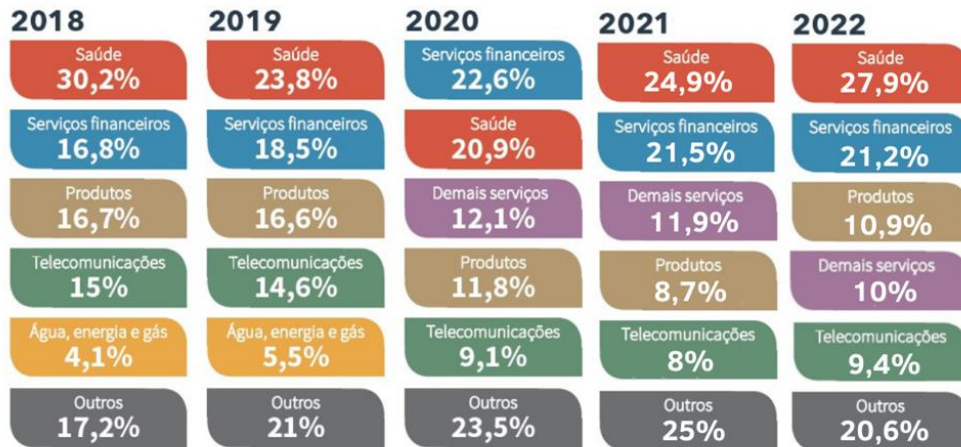 2018
Saúde
30,2%
Serviços financeiros
16,8%
Produtos
16,7%
Telecomunicações
15%
Água, energia e gás
4,1%
Outros
17,2%
2019
Saúde
23,8%
Serviços financeiros
18,5%
Produtos
16,6%
Telecomunicações
14,6%
Água, energia e gás
5,5%
Outros
21%
2020
Serviços financeiros
22,6%
Saúde
20,9%
Demais serviços
12,1%
Produtos
11,8%
Telecomunicações
9,1%
Outros
23,5%
2021
Saúde
24,9%
Serviços financeiros
21,5%
Demais serviços
11,9%
Produtos
8,7%
Telecomunicações
8%
Outros
25%
2022
Saúde
27,9%
Serviços financeiros
21,2%
Produtos
10,9%
Demais serviços
10%
Telecomunicações
9,4%
Outros
20,6%